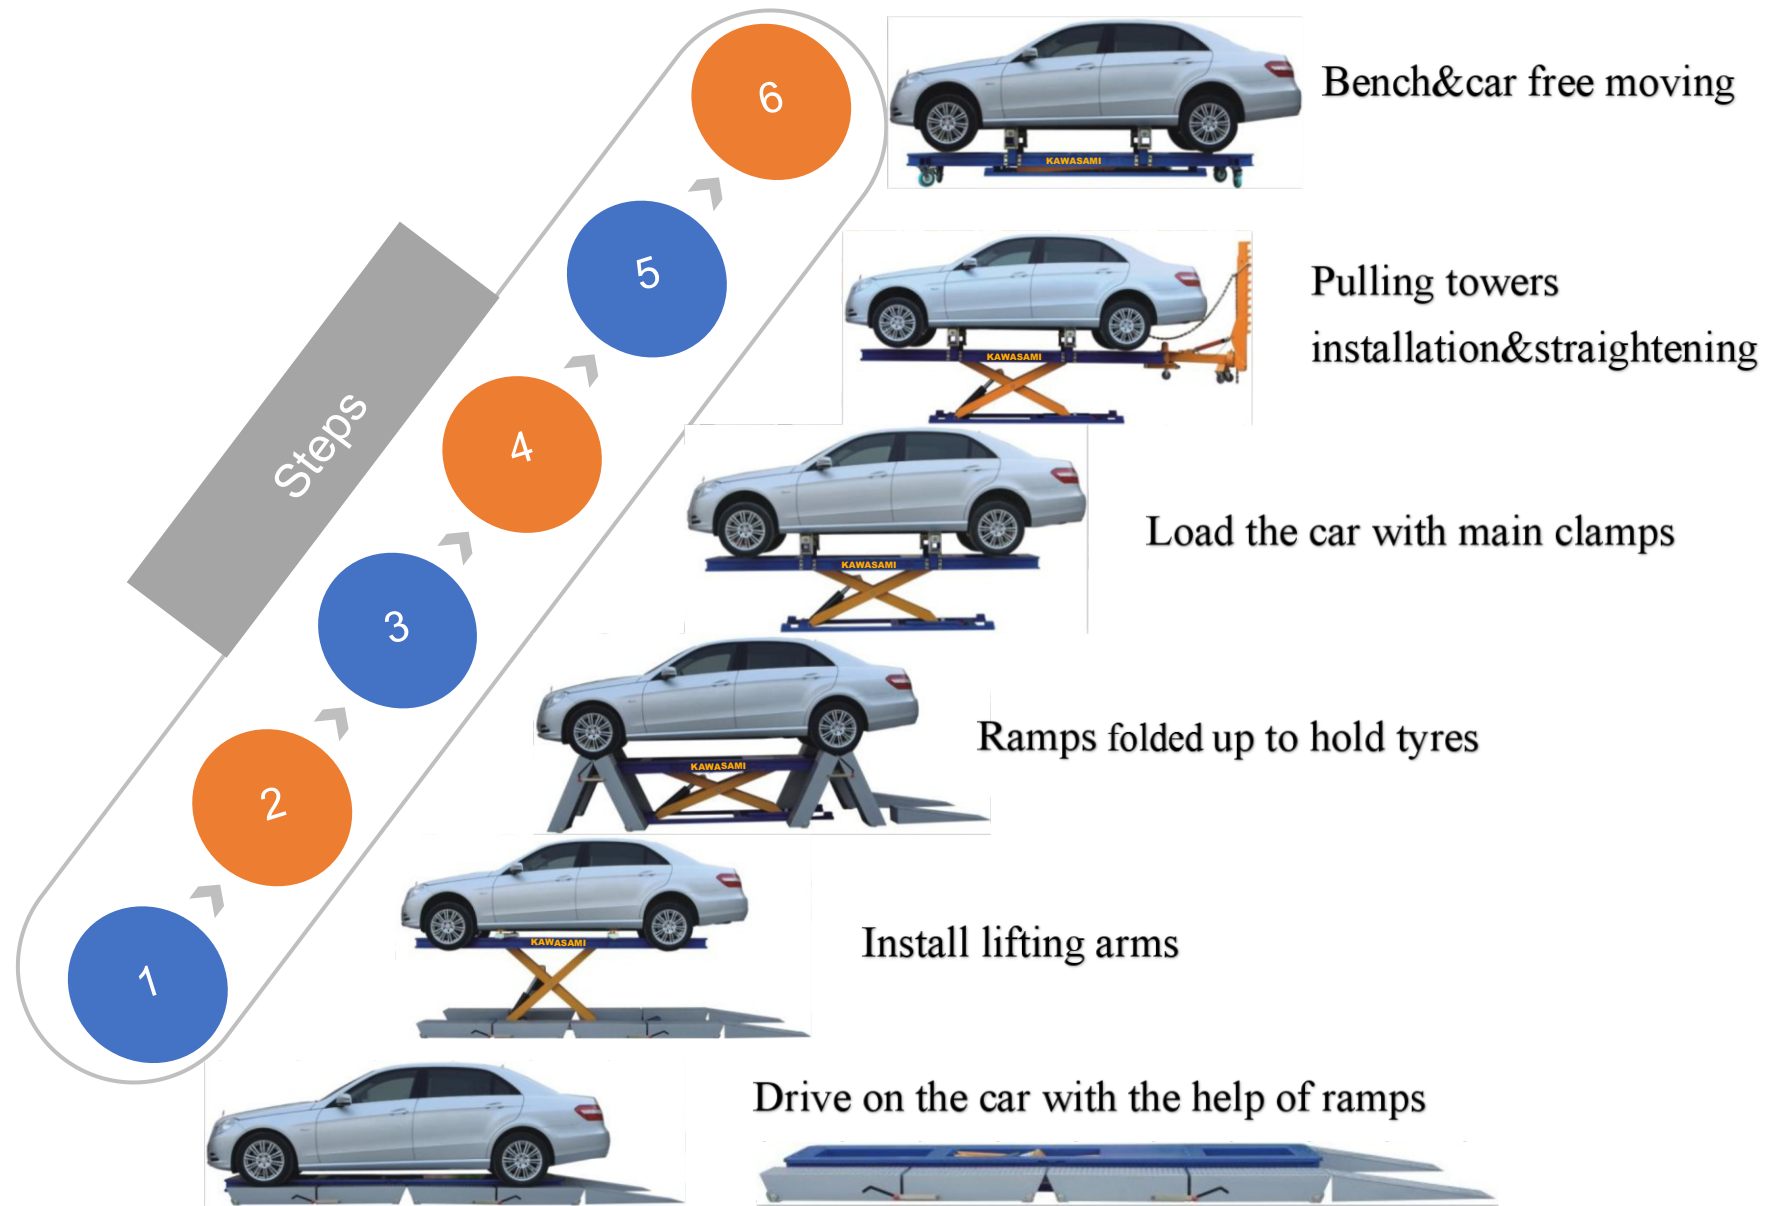 6
Bench&car free moving
KAWASAMI
5
Pulling towers
installation&straightening
KAWASAMI
Steps
4
Load the car with main clamps
KAWASAMI
3
Ramps folded up to hold tyres
KAWASAMI
2
Install lifting arms
KAWASAMI
1
Drive on the car with the help of ramps